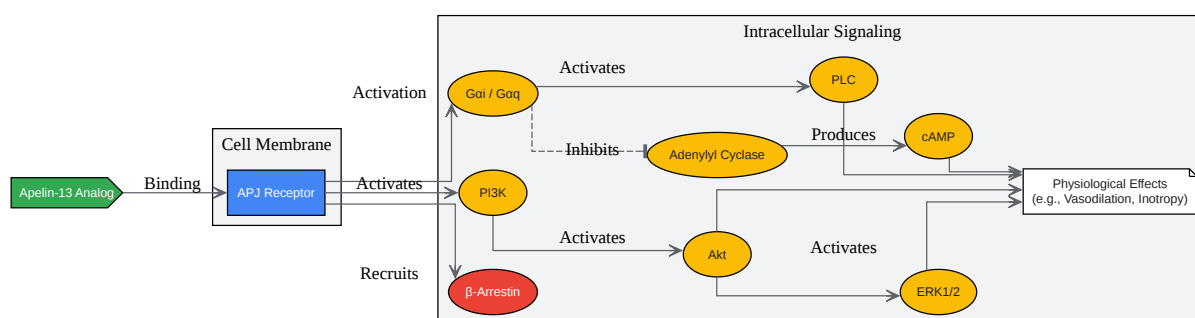 Intracellular Signaling
Activates
PLC
Activation
Gαi / Gαq
Cell Membrane
Inhibits
Adenylyl Cyclase
Produces
cAMP
Apelin-13 Analog
Binding
APJ Receptor
Activates
PI3K
Physiological Effects
(e.g., Vasodilation, Inotropy)
Activates
Akt
Activates
Recruits
β-Arrestin
ERK1/2